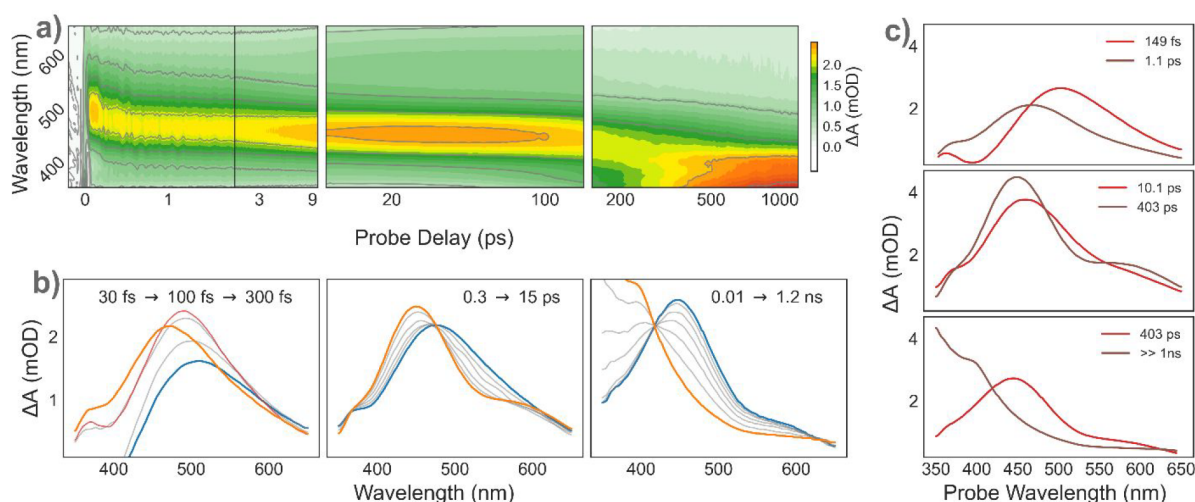 a)
Wavelength (nm)
600
500
400
0
1
3
9
20
100
200
500
1000
Probe Delay (ps)
2.0
1.5
1.0
0.5
0.0
ΔA (mOD)
b)
30 fs → 100 fs → 300 fs
0.3 → 15 ps
0.01 → 1.2 ns
ΔA (mOD)
2
1
400
500
600
400
500
600
400
500
600
Wavelength (nm)
c)
149 fs
1.1 ps
4
2
10.1 ps
403 ps
4
2
ΔA (mOD)
403 ps
>> 1ns
4
2
350 400 450 500 550 600 650
Probe Wavelength (nm)